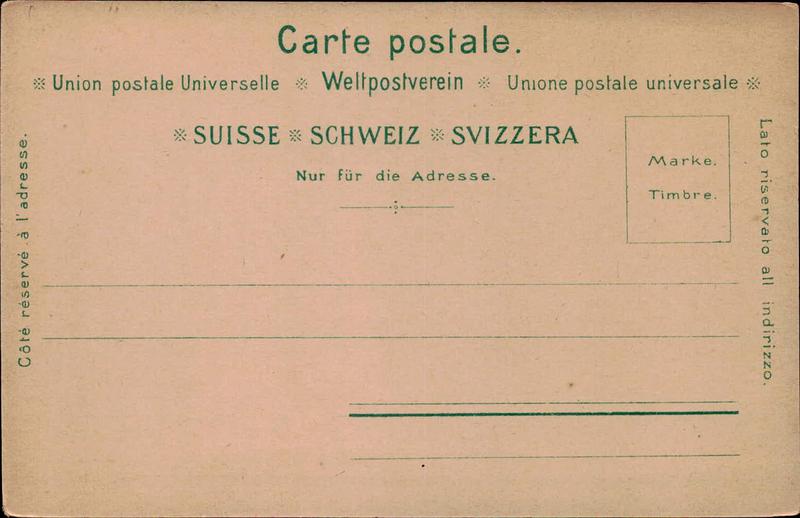 Carte postale.
Union postale Universelle Weltpostverein Unione postale universale
SUISSE SCHWEIZ SVIZZERA
Nur für die Adresse.
Marke.
Timbre.
Côté réservé à l'adresse.
Lato riservato all indirizzo.